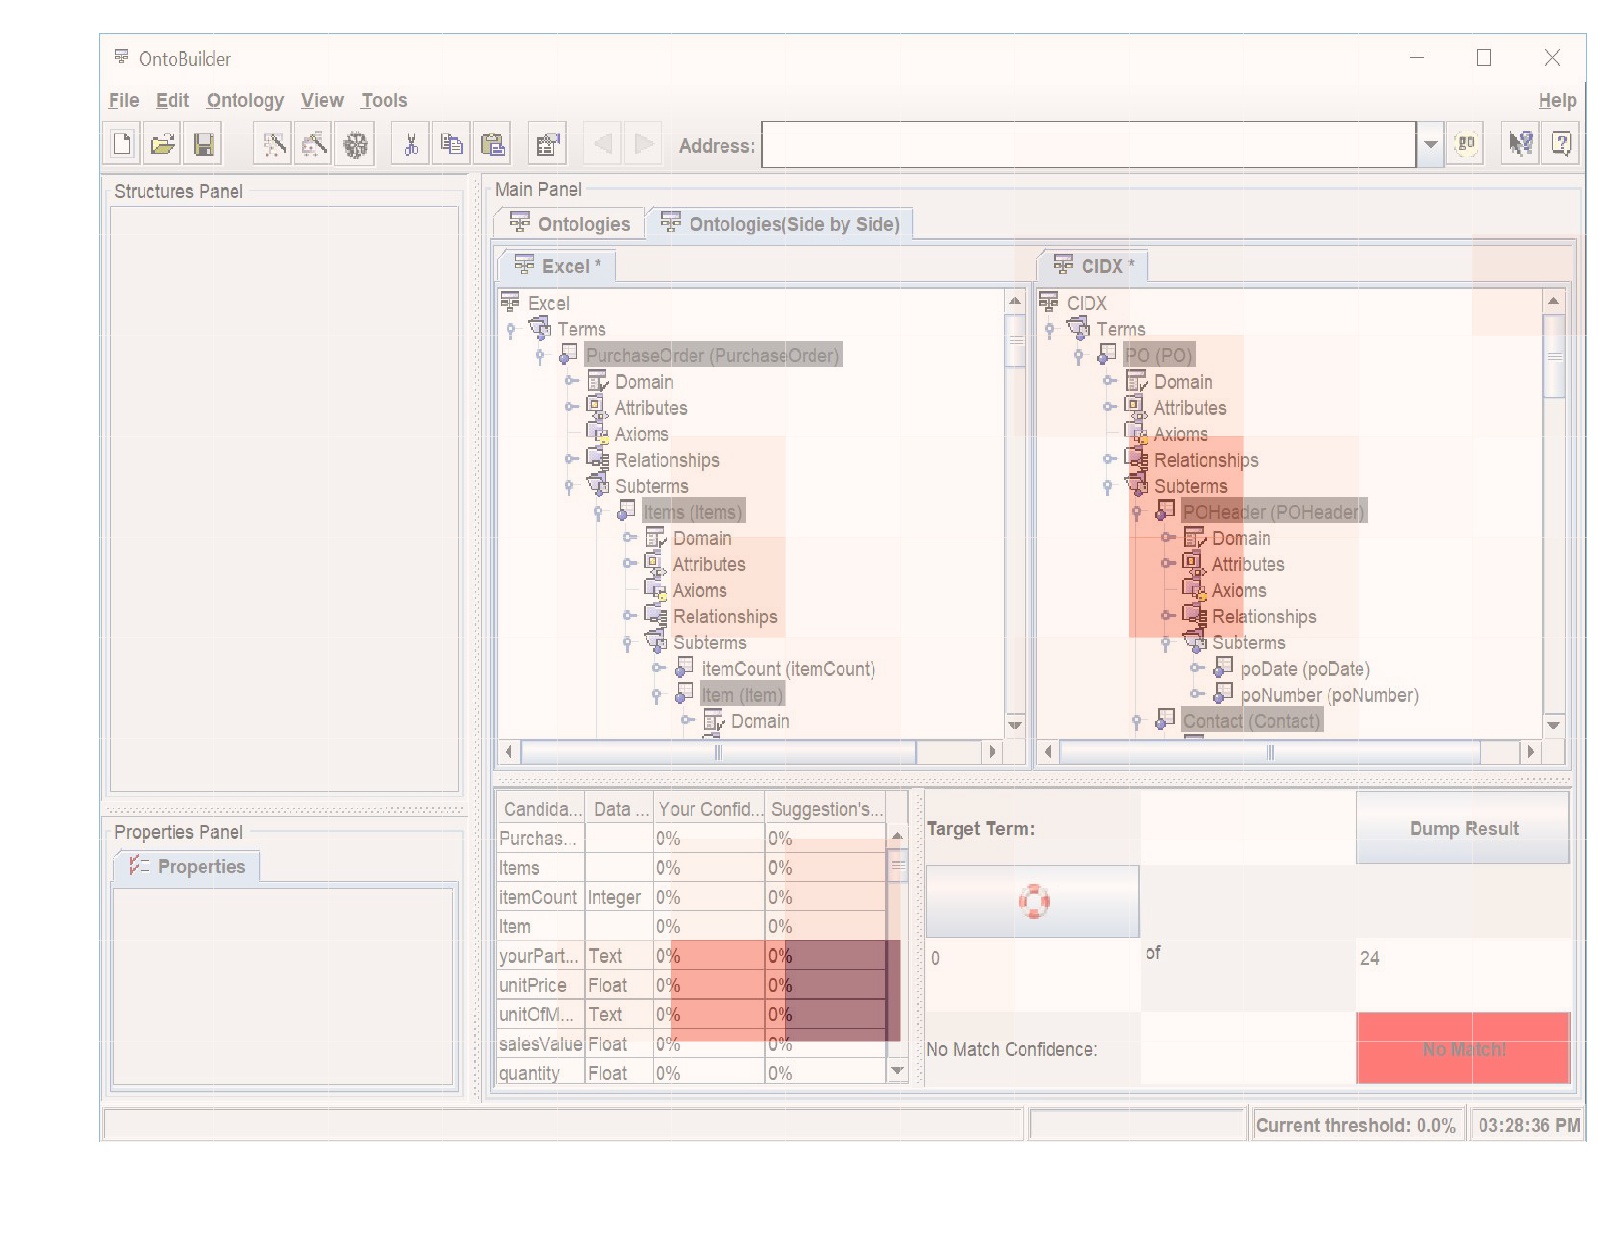 OntoBuilder
File Edit Ontology View Tools Help
Address: go
Structures Panel
Main Panel
Ontologies Ontologies(Side by Side)
Excel *
Excel
Terms
PurchaseOrder (PurchaseOrder)
Domain
Attributes
Axioms
Relationships
Subterms
Items (Items)
Domain
Attributes
Axioms
Relationships
Subterms
itemCount (itemCount)
Item (Item)
Domain
CIDX *
CIDX
Terms
PO (PO)
Domain
Attributes
Axioms
Relationships
Subterms
POHeader (POHeader)
Domain
Attributes
Axioms
Relationships
Subterms
poDate (poDate)
poNumber (poNumber)
Contact (Contact)
Properties Panel
Properties
Candida... Data ... Your Confid... Suggestion's...
Purchas... 0% 0%
Items 0% 0%
itemCount Integer 0% 0%
Item 0% 0%
yourPart... Text 0% 0%
unitPrice Float 0% 0%
unitOfM... Text 0% 0%
salesValue Float 0% 0%
quantity Float 0% 0%
Target Term: Dump Result
0 of 24
No Match Confidence: No Match!
Current threshold: 0.0% 03:28:36 PM